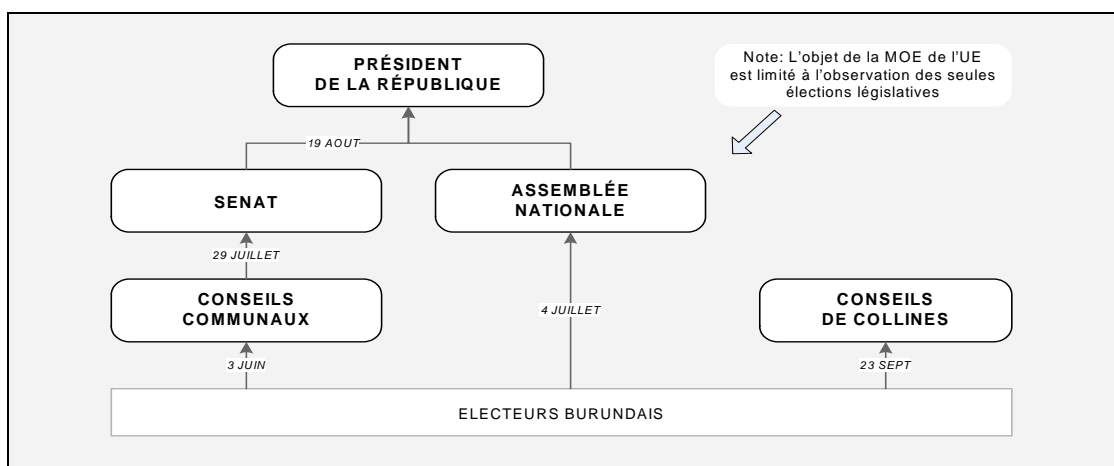 PRÉSIDENT
DE LA RÉPUBLIQUE
Note: L'objet de la MOE de l'UE
est limité à l'observation des seules
élections législatives
19 AOUT
SENAT
ASSEMBLÉE
NATIONALE
29 JUILLET
CONSEILS
COMMUNAUX
4 JUILLET
CONSEILS
DE COLLINES
3 JUIN
23 SEPT
ELECTEURS BURUNDAIS